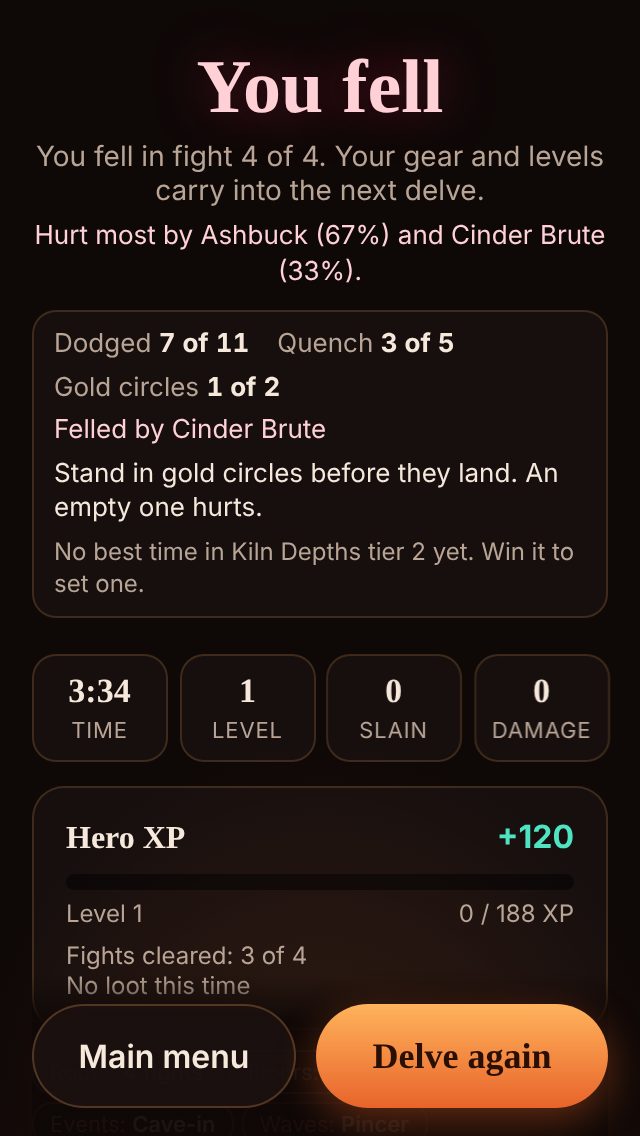 You fell
You fell in fight 4 of 4. Your gear and levels
carry into the next delve.
Hurt most by Ashbuck (67%) and Cinder Brute
(33%).
Dodged 7 of 11 Quench 3 of 5
Gold circles 1 of 2
Felled by Cinder Brute
Stand in gold circles before they land. An
empty one hurts.
No best time in Kiln Depths tier 2 yet. Win it to
set one.
3:34 1 0 0
TIME LEVEL SLAIN DAMAGE
Hero XP +120
Level 1 0 / 188 XP
Fights cleared: 3 of 4
No loot this time
Main menu Delve again
Events: Cave-in Waves: Pincer